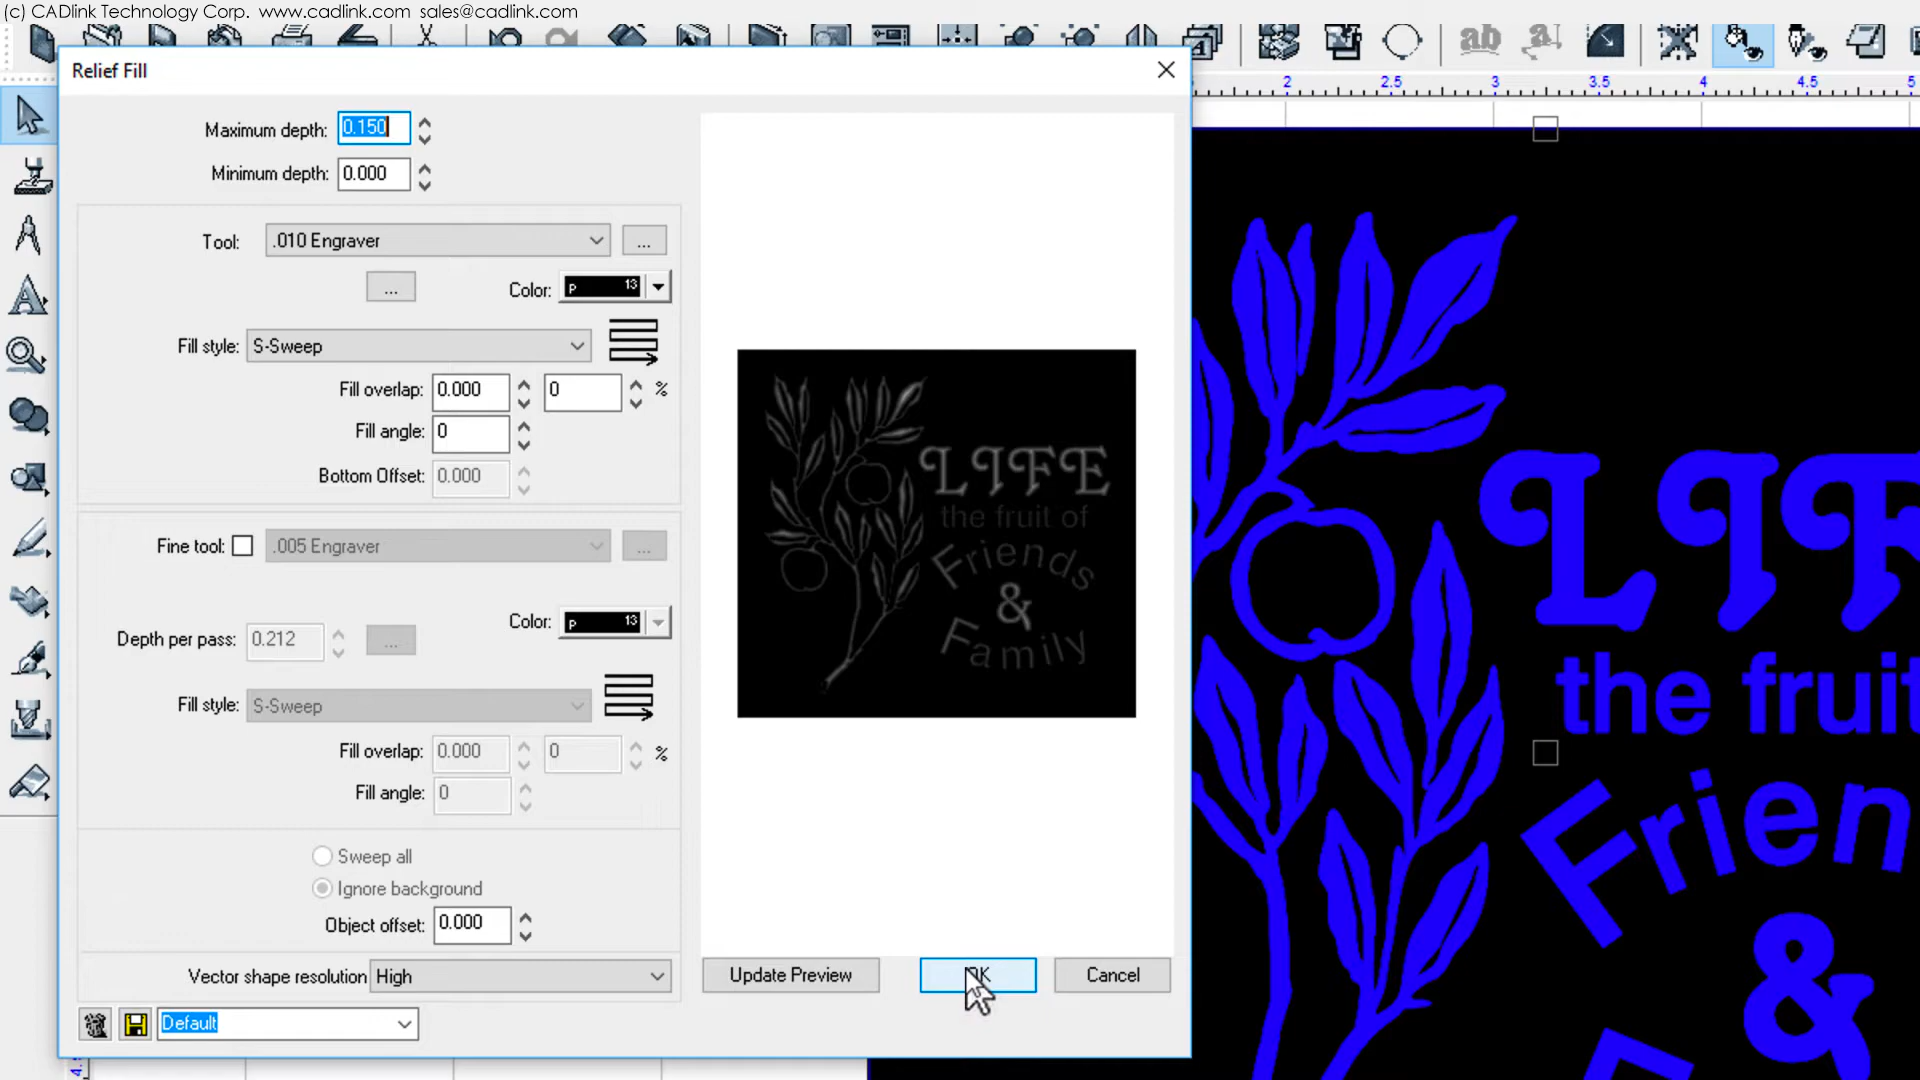 (c) CADlink Technology Corp. www.cadlink.com sales@cadlink.com
ab a
Relief Fill
2 2.5 3 3.5 4 4.5 5
Maximum depth: 0.150
Minimum depth: 0.000
Tool: .010 Engraver ...
... Color: P 13
Fill style: S-Sweep
Fill overlap: 0.000 0 %
Fill angle: 0
Bottom Offset: 0.000
Fine tool: .005 Engraver ...
Color: P 13
Depth per pass: 0.212 ...
Fill style: S-Sweep
Fill overlap: 0.000 0 %
Fill angle: 0
Sweep all
Ignore background
Object offset: 0.000
Vector shape resolution High
Default
LIFE
the fruit of
Friends
&
Family
Update Preview OK Cancel
LIF
the fruit
Frien
&
F
4.